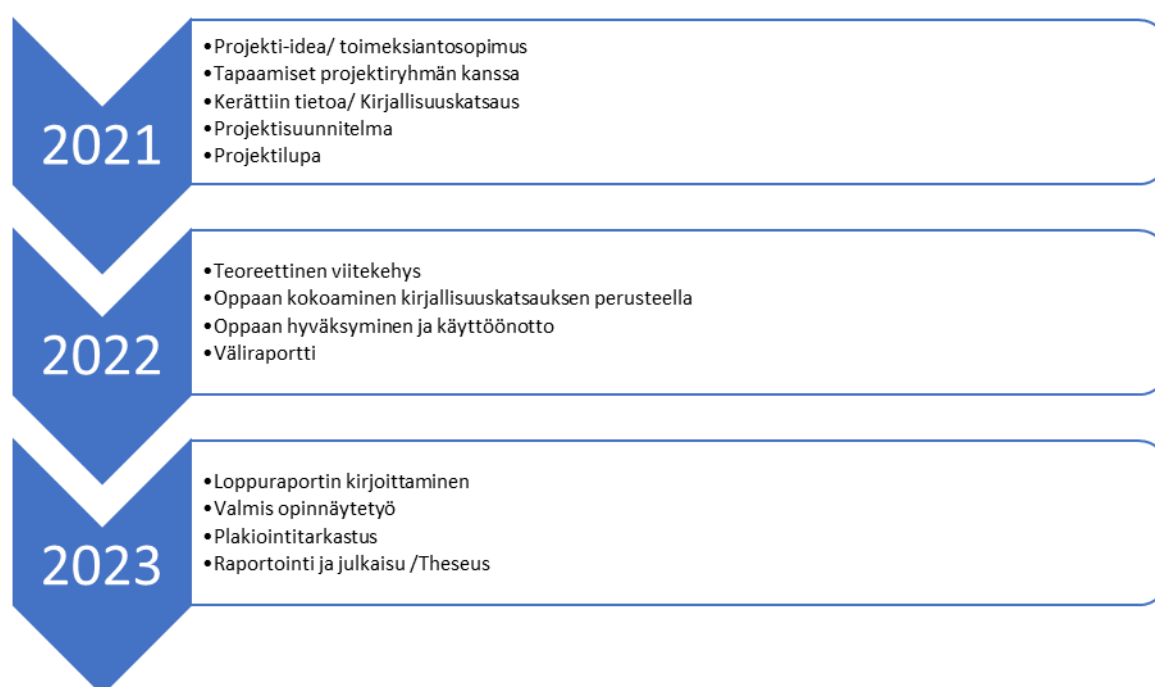 2021
•Projekti-idea/ toimeksiantosopimus
•Tapaamiset projektiryhmän kanssa
•Kerättiin tietoa/ Kirjallisuuskatsaus
•Projektisuunnitelma
•Projektilupa
2022
•Teoreettinen viitekehys
•Oppaan kokoaminen kirjallisuuskatsauksen perusteella
•Oppaan hyväksyminen ja käyttöönotto
•Väliraportti
2023
•Loppuraportin kirjoittaminen
•Valmis opinnäytetyö
•Plakiointitarkastus
•Raportointi ja julkaisu /Theseus